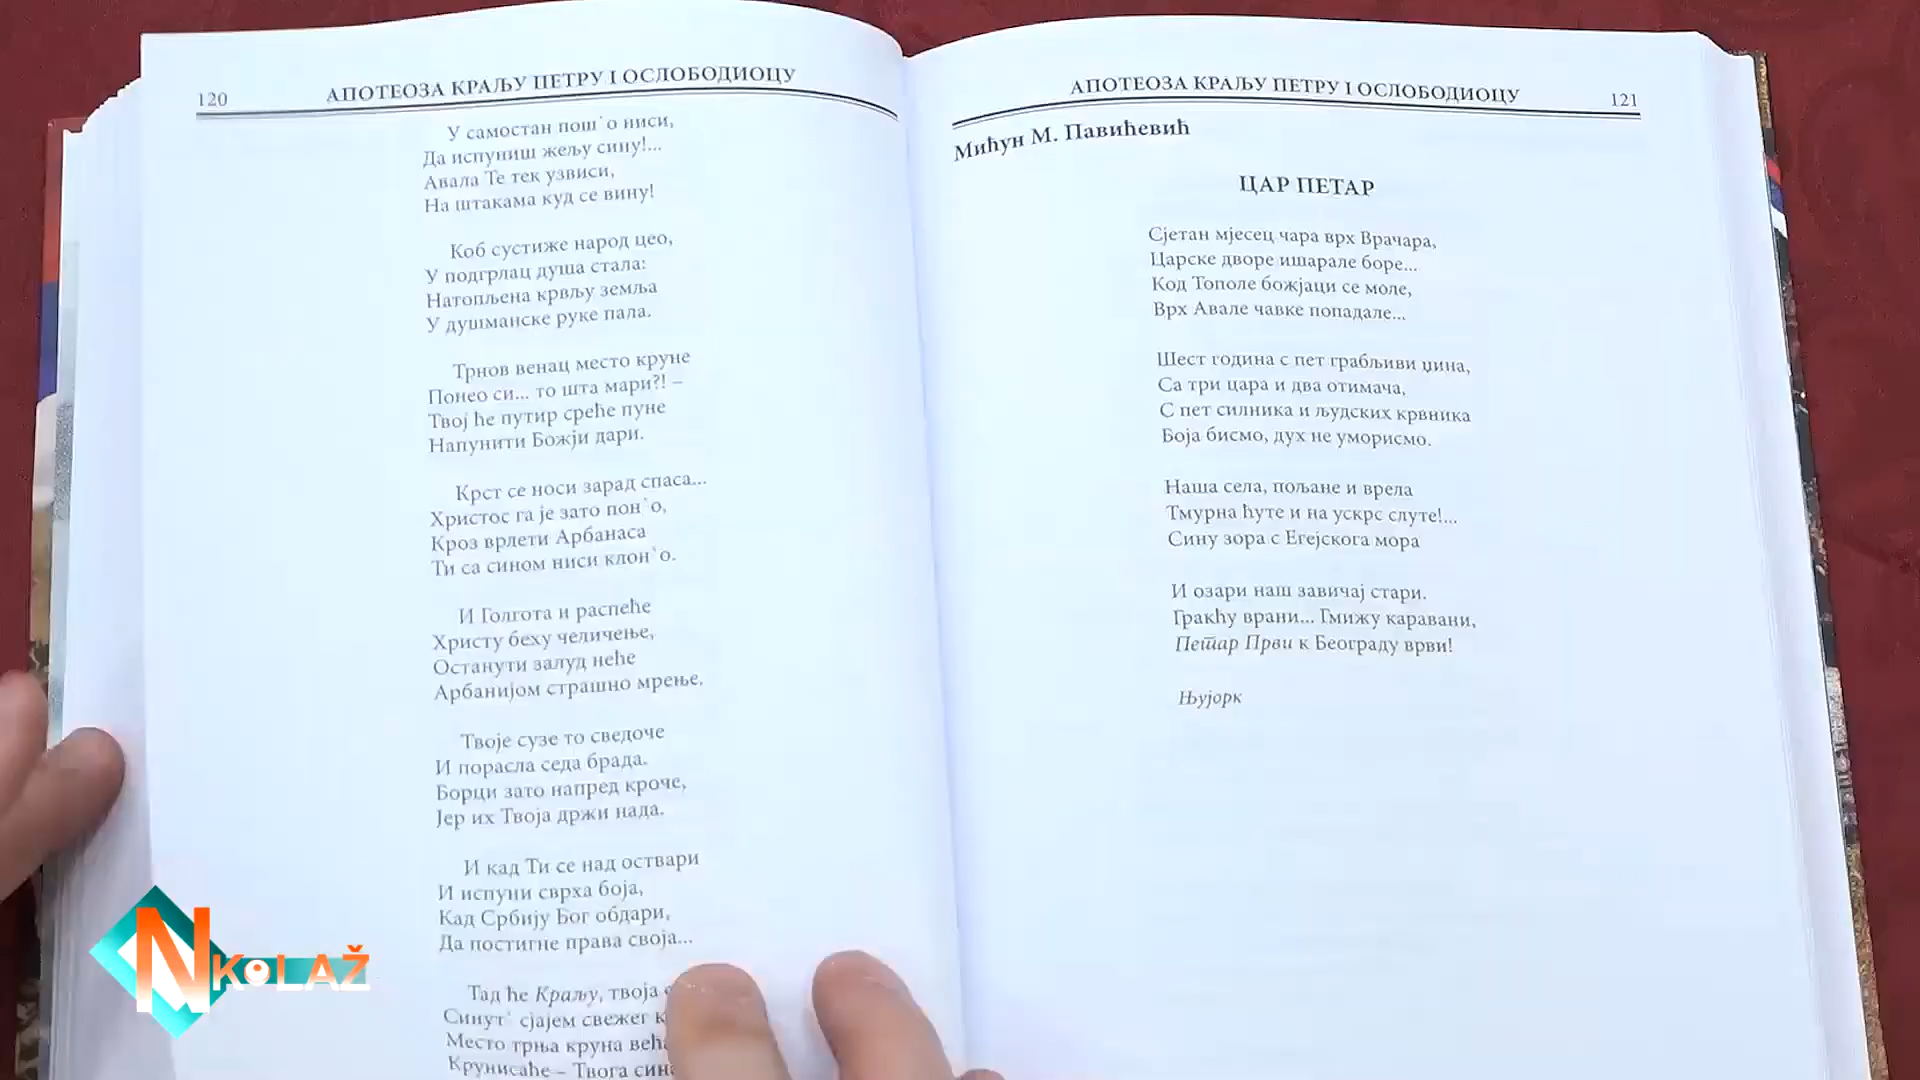 120
АПОТЕОЗА КРАЉУ ПЕТРУ I ОСЛОБОДИОЦУ
У самостан пош`о ниси,
Да испуниш жељу сину!...
Авала Те тек узвиси,
На штакама куд се вину!
Коб сустиже народ цео,
У подгрлац душа стала:
Натопљена крвљу земља
У душманске руке пала.
Трнов венац место круне
Понео си... то шта мари?! –
Твој ће путир среће пуне
Напунити Божји дари.
Крст се носи зарад спаса...
Христос га је зато пон`о,
Кроз врлети Арбанаса
Ти са сином ниси клон`о.
И Голгота и распеће
Христу беху челичење,
Останути залуд неће
Арбанијом страшно мрење.
Твоје сузе то сведоче
И порасла седа брада.
Борци зато напред кроче,
Јер их Твоја држи нада.
И кад Ти се над оствари
И испуни сврха боја,
Кад Србију Бог обдари,
Да постигне права своја...
Тад ће Краљу, твоја
Синут` сјајем свежег
Место трња круна
Крунисаће – Твога
АПОТЕОЗА КРАЉУ ПЕТРУ I ОСЛОБОДИОЦУ
121
Мићун М. Павићевић
ЦАР ПЕТАР
Сјетан мјесец чара врх Врачара,
Царске дворе ишарале боре...
Код Тополе божјаци се моле,
Врх Авале чавке попадале...
Шест година с пет грабљиви џина,
Са три цара и два отимача,
С пет силника и људских крвника
Боја бисмо, дух не уморисмо.
Наша села, пољане и врела
Тмурна ћуте и на ускрс слуте!...
Сину зора с Егејскога мора
И озари наш завичај стари.
Гракћу врани... Гмижу каравани,
Петар Први к Београду врви!
Њујорк
N KOLAŽ